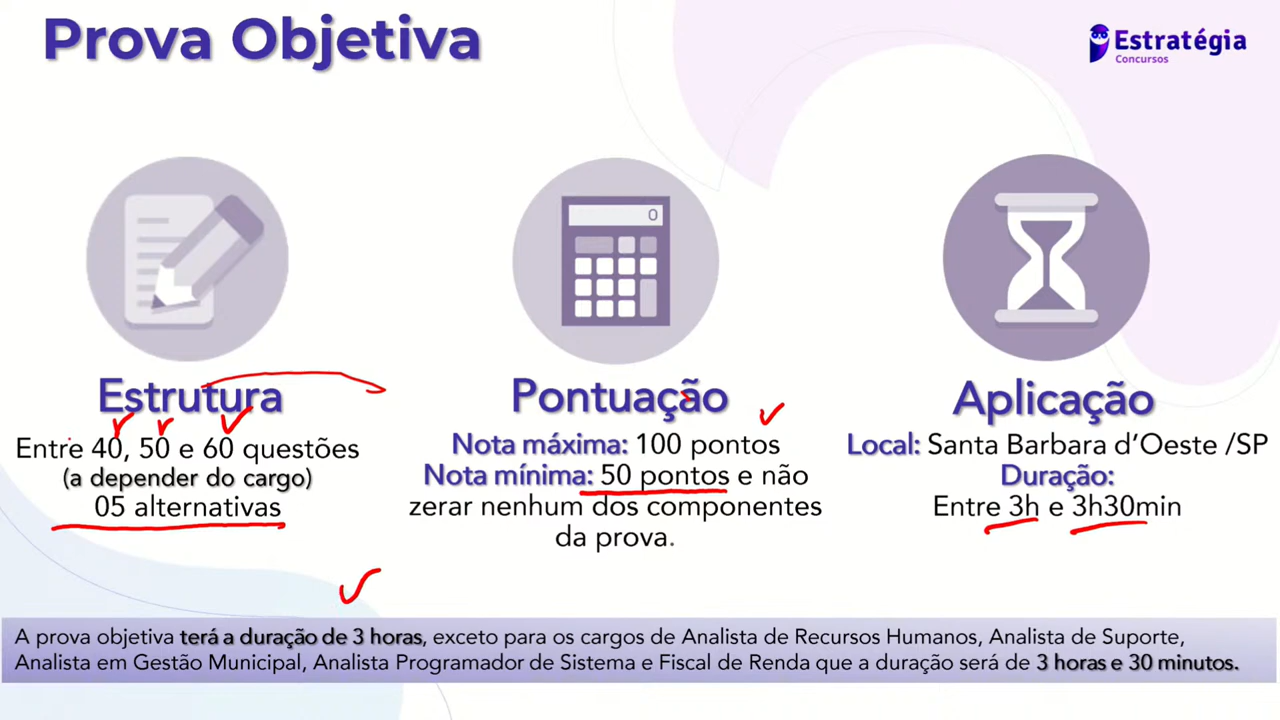 Prova Objetiva
Estratégia
Concursos
0
Estrutura
Entre 40, 50 e 60 questões
(a depender do cargo)
05 alternativas
Pontuação
Nota máxima: 100 pontos
Nota mínima: 50 pontos e não
zerar nenhum dos componentes
da prova.
Aplicação
Local: Santa Barbara d’Oeste /SP
Duração:
Entre 3h e 3h30min
A prova objetiva terá a duração de 3 horas, exceto para os cargos de Analista de Recursos Humanos, Analista de Suporte,
Analista em Gestão Municipal, Analista Programador de Sistema e Fiscal de Renda que a duração será de 3 horas e 30 minutos.